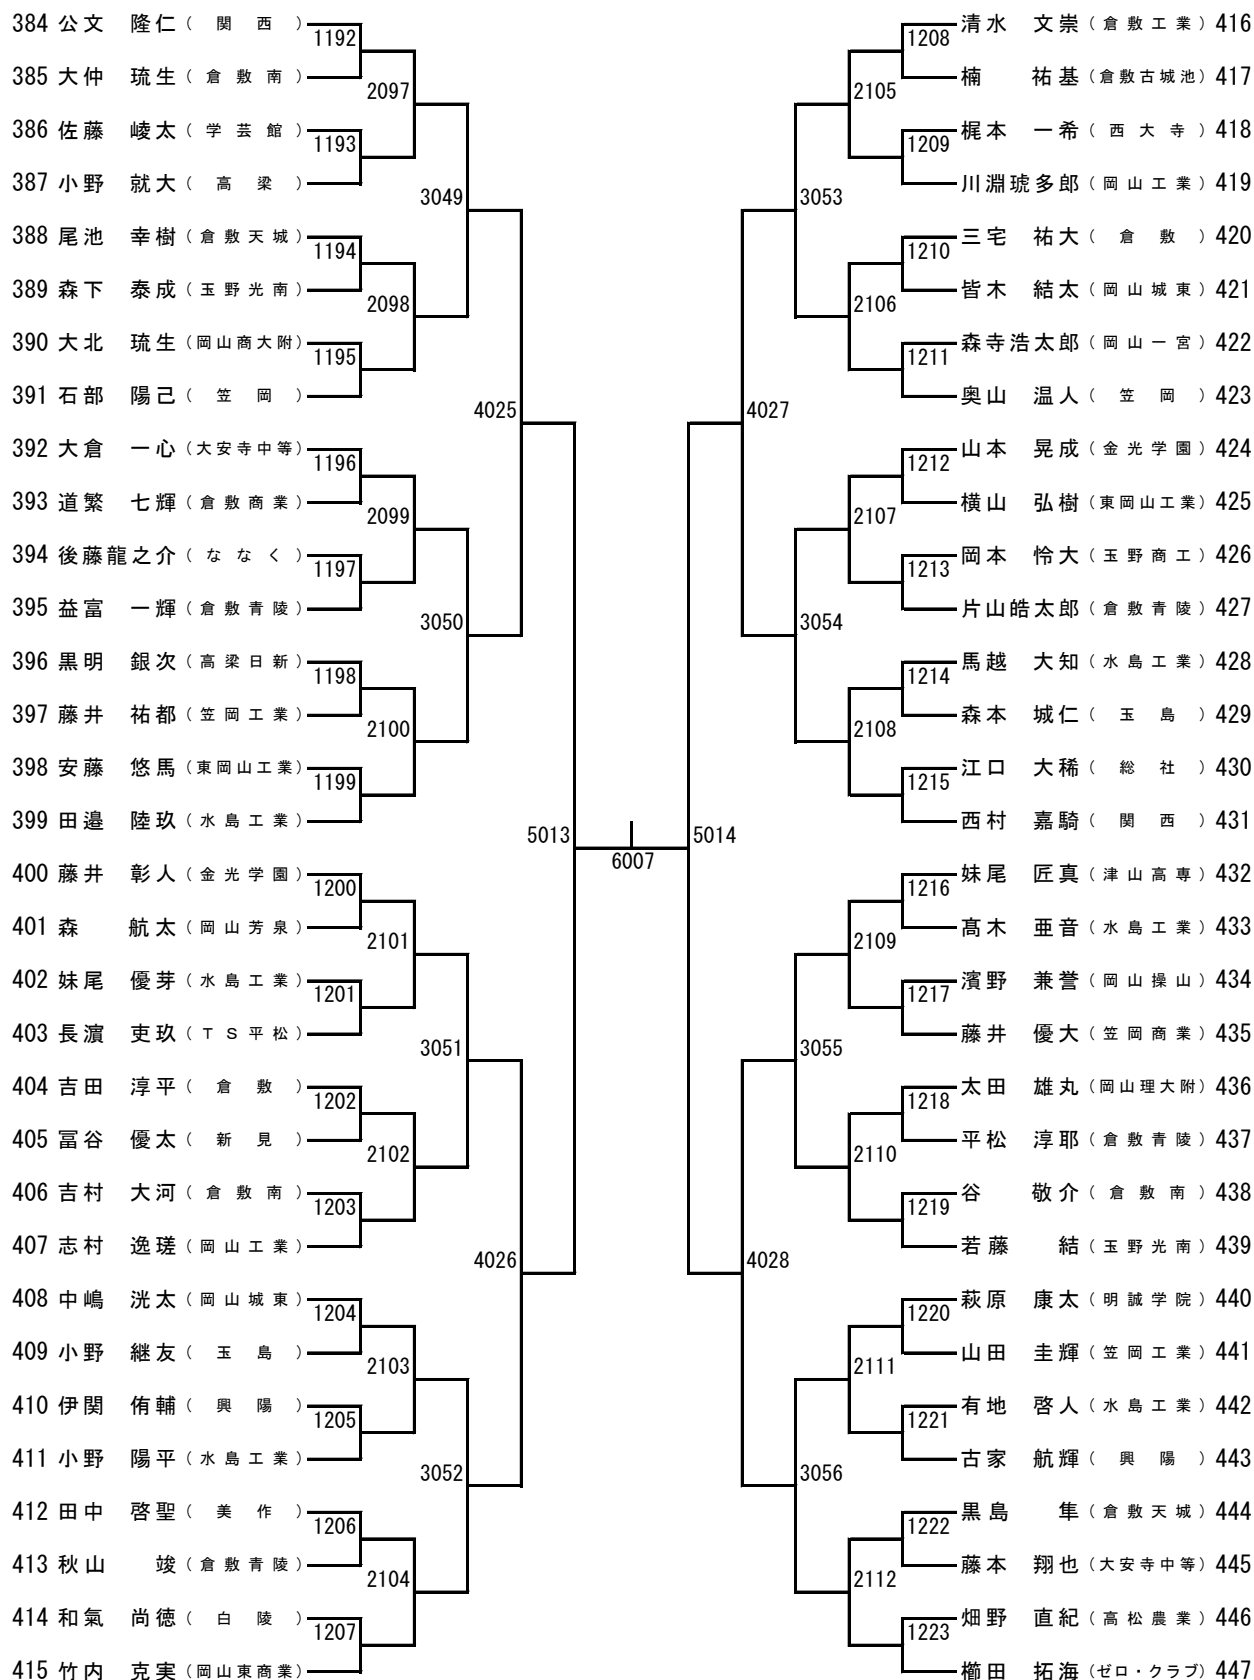 384 公文 隆仁 ( 関 西 )
1192
385 大仲 琉生 ( 倉 敷 南 )
2097
386 佐藤 崚太 ( 学 芸 館 )
1193
387 小野 就大 ( 高 梁 )
3049
388 尾池 幸樹 ( 倉敷天城 )
1194
389 森下 泰成 ( 玉野光南 )
2098
390 大北 琉生 (岡山商大附)
1195
391 石部 陽己 ( 笠 岡 )
4025
392 大倉 一心 (大安寺中等)
1196
393 道繁 七輝 ( 倉敷商業 )
2099
394 後藤龍之介 ( な な く )
1197
395 益富 一輝 ( 倉敷青陵 )
3050
396 黒明 銀次 ( 高梁日新 )
1198
397 藤井 祐都 ( 笠岡工業 )
2100
398 安藤 悠馬 (東岡山工業)
1199
399 田邉 陸玖 ( 水島工業 )
5013
400 藤井 彰人 ( 金光学園 )
1200
401 森 航太 ( 岡山芳泉 )
2101
402 妹尾 優芽 ( 水島工業 )
1201
403 長濵 吏玖 ( TS平松 )
3051
404 吉田 淳平 ( 倉 敷 )
1202
405 冨谷 優太 ( 新 見 )
2102
406 吉村 大河 ( 倉 敷 南 )
1203
407 志村 逸瑳 ( 岡山工業 )
4026
408 中嶋 洸太 ( 岡山城東 )
1204
409 小野 継友 ( 玉 島 )
2103
410 伊関 侑輔 ( 興 陽 )
1205
411 小野 陽平 ( 水島工業 )
3052
412 田中 啓聖 ( 美 作 )
1206
413 秋山 竣 ( 倉敷青陵 )
2104
414 和氣 尚徳 ( 白 陵 )
1207
415 竹内 克実 (岡山東商業)
6007
清水 文崇 ( 倉敷工業 ) 416
1208
楠 祐基 (倉敷古城池) 417
2105
梶本 一希 ( 西 大 寺 ) 418
1209
川淵琥多郎 ( 岡山工業 ) 419
3053
三宅 祐大 ( 倉 敷 ) 420
1210
皆木 結太 ( 岡山城東 ) 421
2106
森寺浩太郎 ( 岡山一宮 ) 422
1211
奥山 温人 ( 笠 岡 ) 423
4027
山本 晃成 ( 金光学園 ) 424
1212
横山 弘樹 (東岡山工業) 425
2107
岡本 怜大 ( 玉野商工 ) 426
1213
片山皓太郎 ( 倉敷青陵 ) 427
3054
馬越 大知 ( 水島工業 ) 428
1214
森本 城仁 ( 玉 島 ) 429
2108
江口 大稀 ( 総 社 ) 430
1215
西村 嘉騎 ( 関 西 ) 431
5014
妹尾 匠真 ( 津山高専 ) 432
1216
髙木 亜音 ( 水島工業 ) 433
2109
濱野 兼誉 ( 岡山操山 ) 434
1217
藤井 優大 ( 笠岡商業 ) 435
3055
太田 雄丸 (岡山理大附) 436
1218
平松 淳耶 ( 倉敷青陵 ) 437
2110
谷 敬介 ( 倉 敷 南 ) 438
1219
若藤 結 ( 玉野光南 ) 439
4028
萩原 康太 ( 明誠学院 ) 440
1220
山田 圭輝 ( 笠岡工業 ) 441
2111
有地 啓人 ( 水島工業 ) 442
1221
古家 航輝 ( 興 陽 ) 443
3056
黒島 隼 ( 倉敷天城 ) 444
1222
藤本 翔也 (大安寺中等) 445
2112
畑野 直紀 ( 高松農業 ) 446
1223
櫛田 拓海 (ゼロ・クラブ) 447